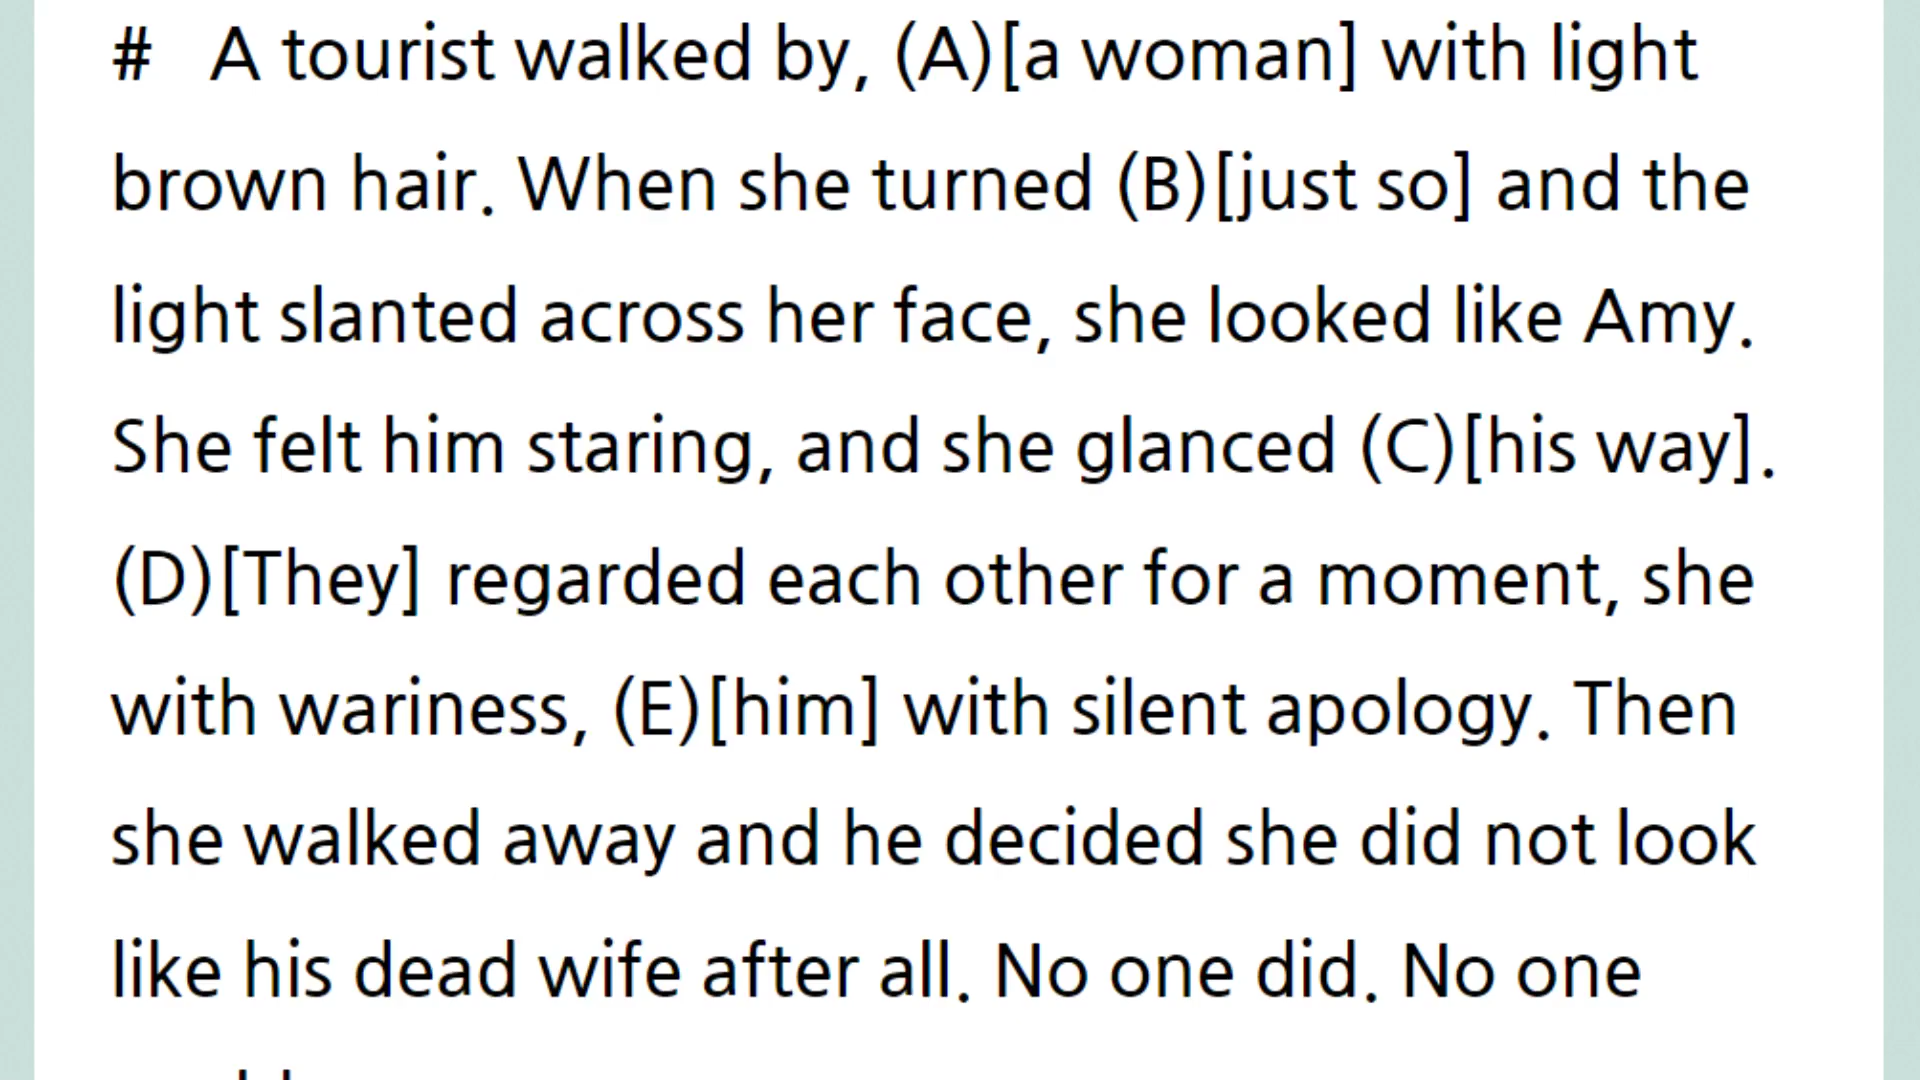 # A tourist walked by, (A)[a woman] with light
brown hair. When she turned (B)[just so] and the
light slanted across her face, she looked like Amy.
She felt him staring, and she glanced (C)[his way].
(D)[They] regarded each other for a moment, she
with wariness, (E)[him] with silent apology. Then
she walked away and he decided she did not look
like his dead wife after all. No one did. No one